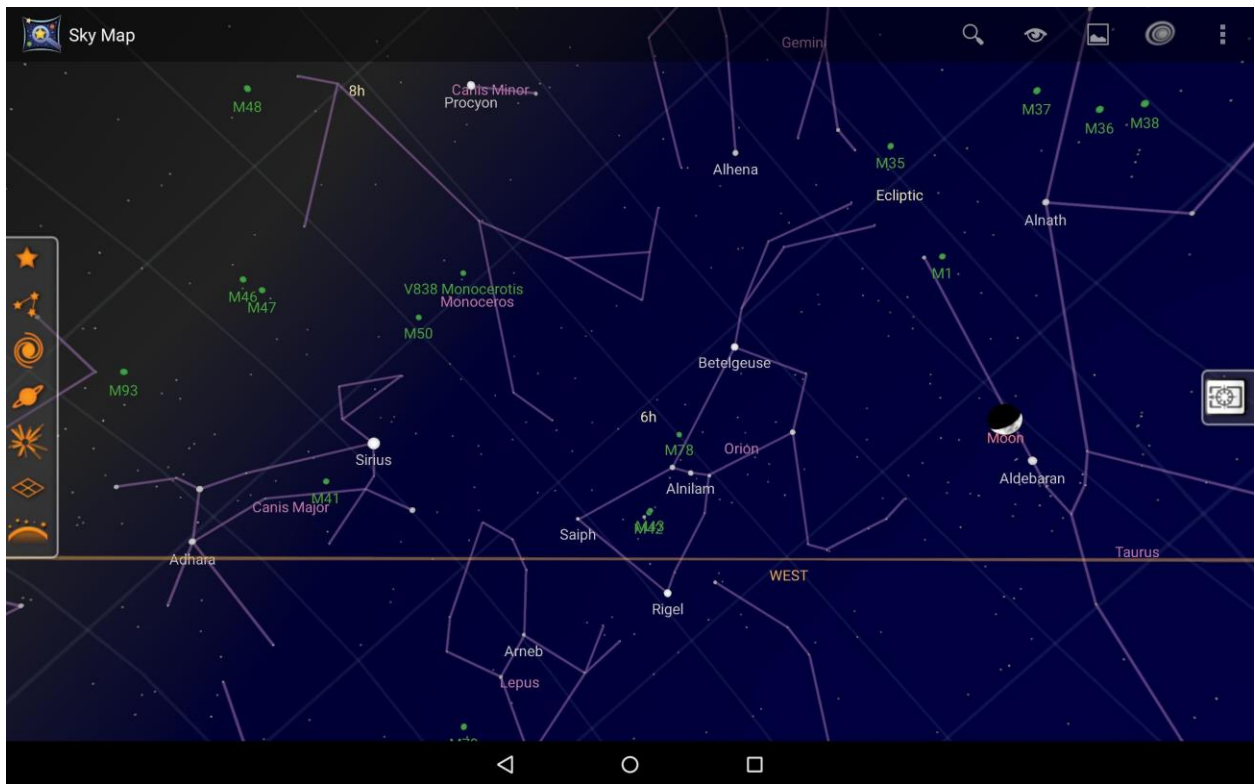 Sky Map
Gemini
8h
Canis Minor
Procyon
M48
M37
M36
M38
Alhena
M35
Ecliptic
Alnath
M1
M46
M47
V838 Monocerotis
Monoceros
M50
Betelgeuse
M93
6h
M78
Orion
Moon
Sirius
Alnilam
Aldebaran
M41
Canis Major
Saiph
Adhara
Taurus
WEST
Rigel
Arneb
Lepus